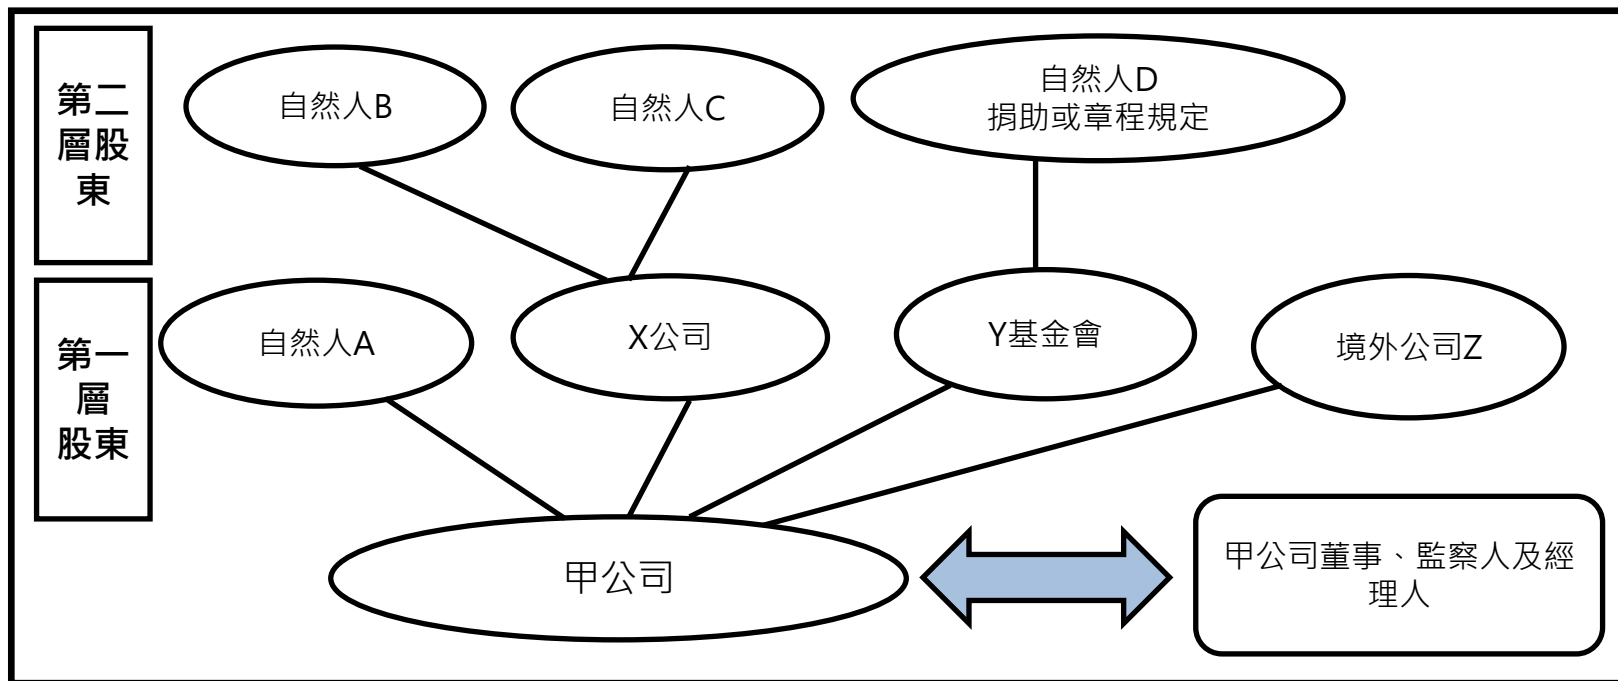 第二
層股
東
自然人B
自然人C
自然人D
捐助或章程規定
第一
層
股東
自然人A
X公司
Y基金會
境外公司Z
甲公司
甲公司董事、監察人及經
理人